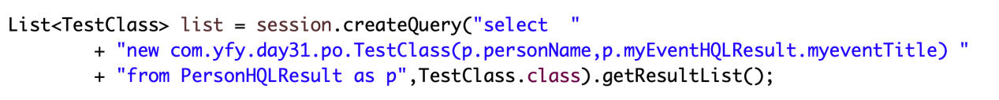 List<TestClass> list = session.createQuery("select  "
+ "new com.yfy.day31.po.TestClass(p.personName,p.myEventHQLResult.myeventTitle) "
+ "from PersonHQLResult as p",TestClass.class).getResultList();